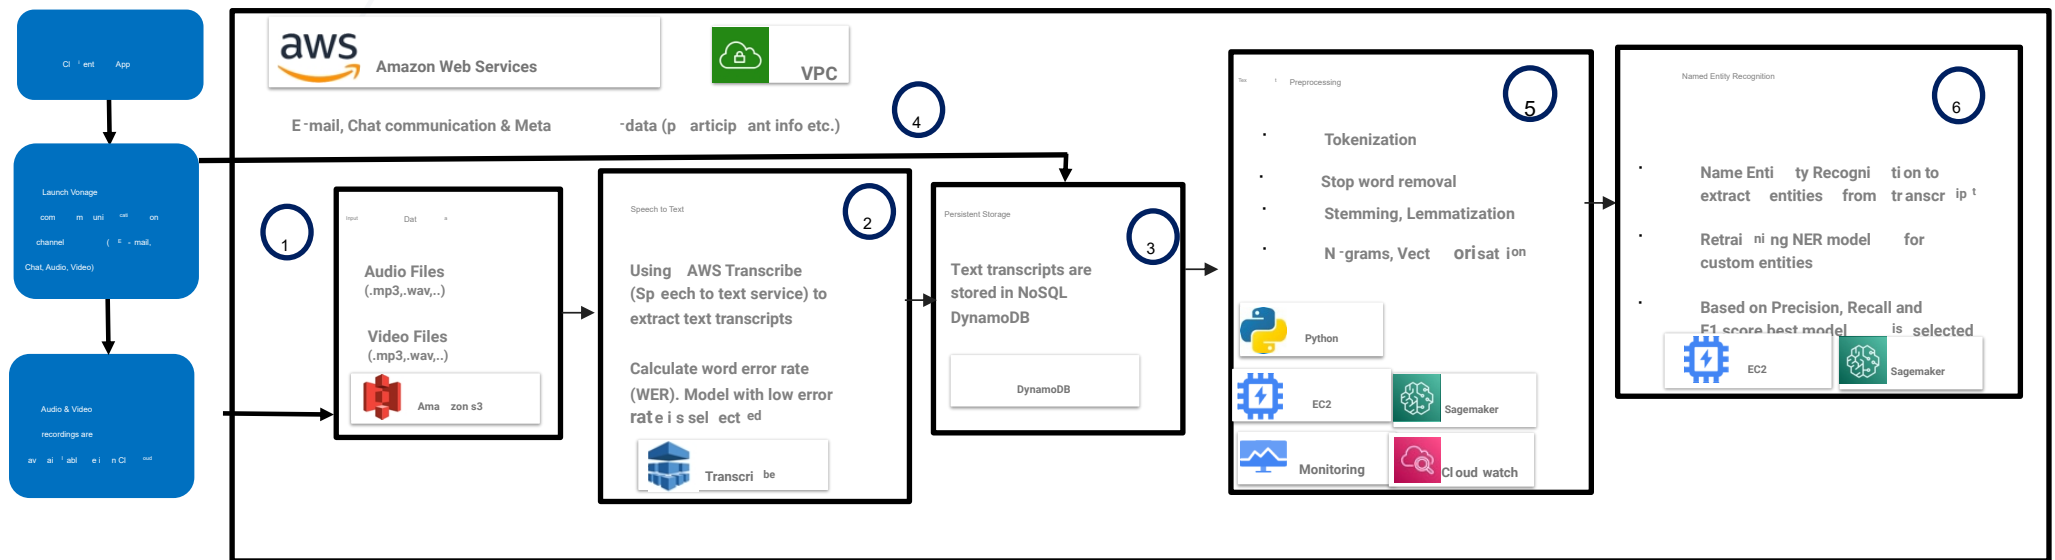 Client App
Launch Vonage
communication
channel (E-mail,
Chat, Audio, Video)
Audio & Video
recordings are
available in Cloud
aws
Amazon Web Services
VPC
E-mail, Chat communication & Meta-data (participant info etc.)
4
1
Input Data
Audio Files
(.mp3,.wav,..)
Video Files
(.mp3,.wav,..)
Amazon s3
2
Speech to Text
Using AWS Transcribe
(Speech to text service) to
extract text transcripts
Calculate word error rate
(WER). Model with low error
rate is selected
Transcribe
3
Persistent Storage
Text transcripts are
stored in NoSQL
DynamoDB
DynamoDB
5
Text Preprocessing
· Tokenization
· Stop word removal
· Stemming, Lemmatization
· N-grams, Vectorisation
Python
EC2
Sagemaker
Monitoring
Cloud watch
6
Named Entity Recognition
· Name Entity Recognition to
extract entities from transcript
· Retraining NER model for
custom entities
· Based on Precision, Recall and
F1 score best model is selected
EC2
Sagemaker